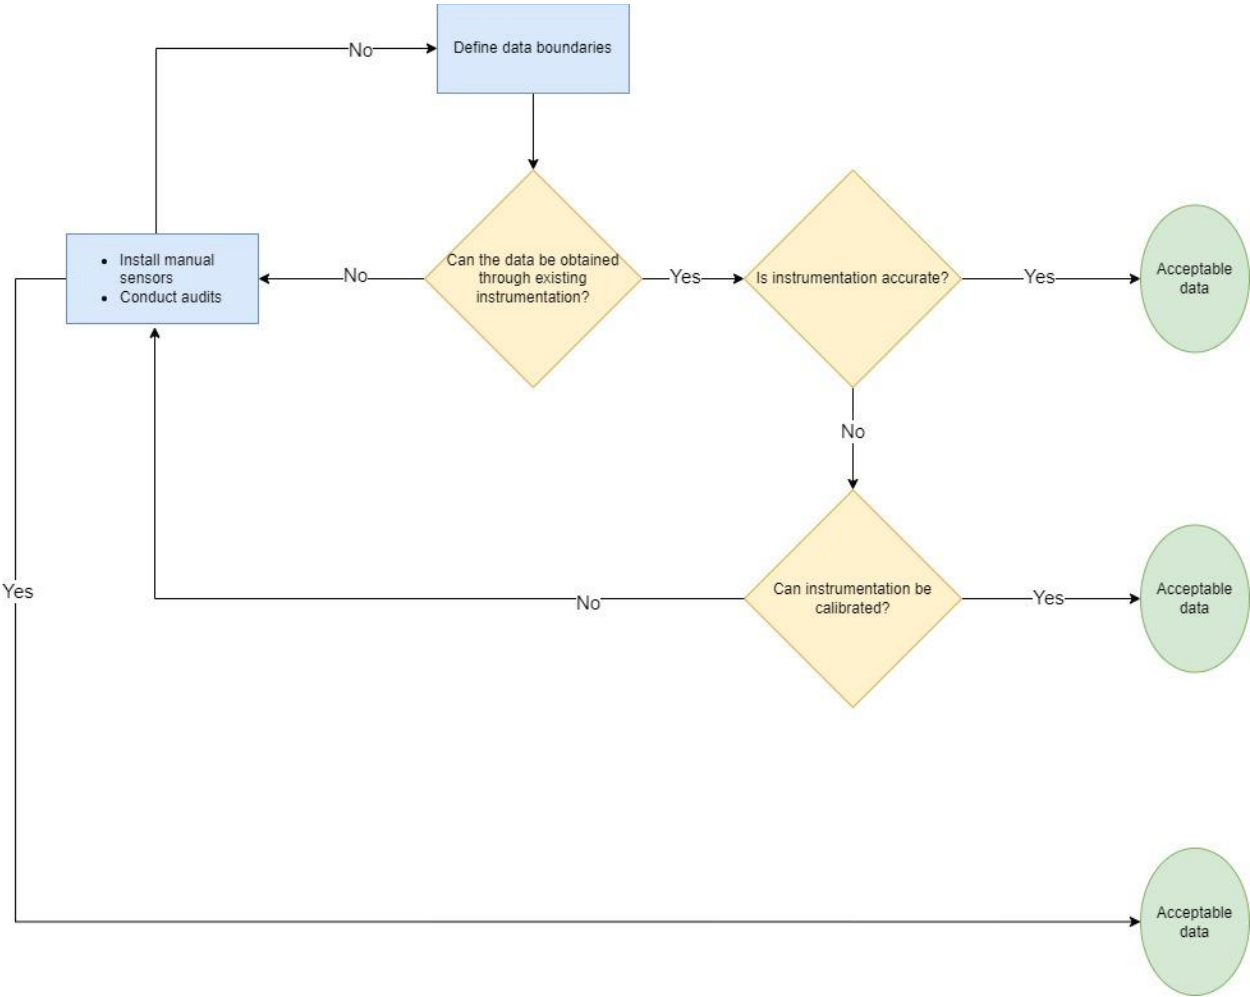 No
Define data boundaries
• Install manual
sensors
• Conduct audits
No
Can the data be obtained
through existing
instrumentation?
Yes
Is instrumentation accurate?
Yes
Acceptable
data
No
Yes
No
Can instrumentation be
calibrated?
Yes
Acceptable
data
Acceptable
data